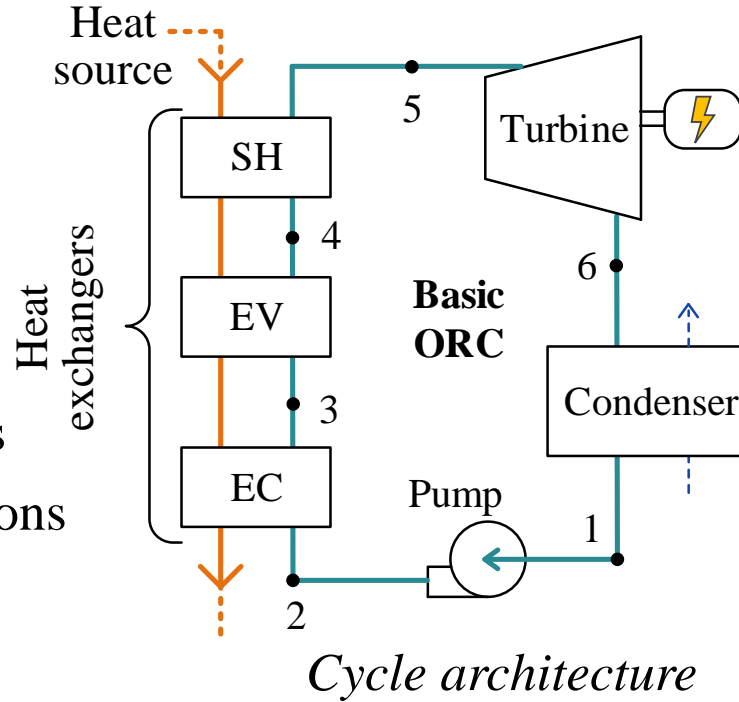 Heat
source
5
Turbine
SH
4
6
Heat
exchangers
EV
Basic
ORC
3
Condenser
s
EC
Pump
ons
1
2
Cycle architecture